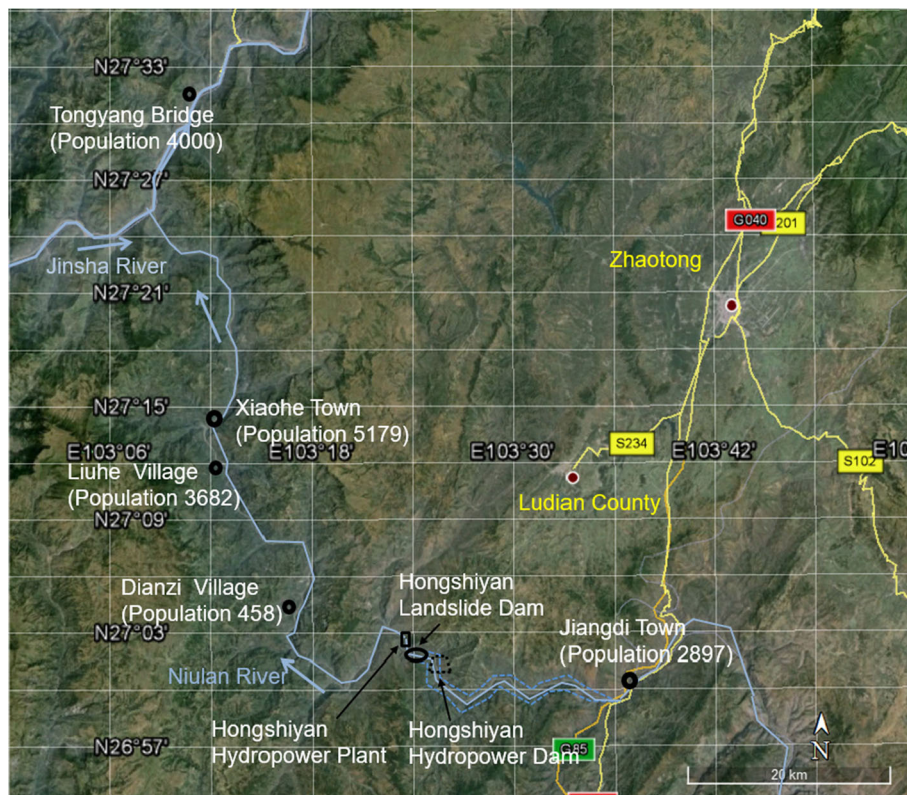 N27°33'
Tongyang Bridge
(Population 4000)
N27°27'
G040
201
Jinsha River
Zhaotong
N27°21'
N27°15'
Xiaohe Town
(Population 5179)
E103°06'
E103°18'
E103°30'
S234
E103°42'
E10
S102
Liuhe Village
(Population 3682)
Ludian County
N27°09'
Dianzi Village
(Population 458)
Hongshiyan
Landslide Dam
N27°03'
Jiangdi Town
(Population 2897)
Niulan River
Hongshiyan
Hydropower Plant
Hongshiyan
Hydropower Dam
N26°57'
G85
N
20 km